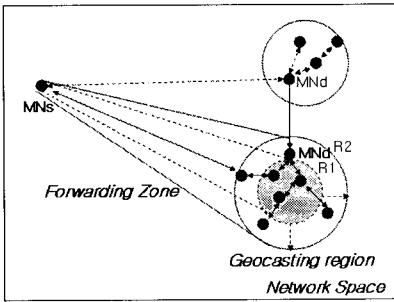 MNd
MNs
MNd R2
R1
Forwarding Zone
Geocasting region
Network Space